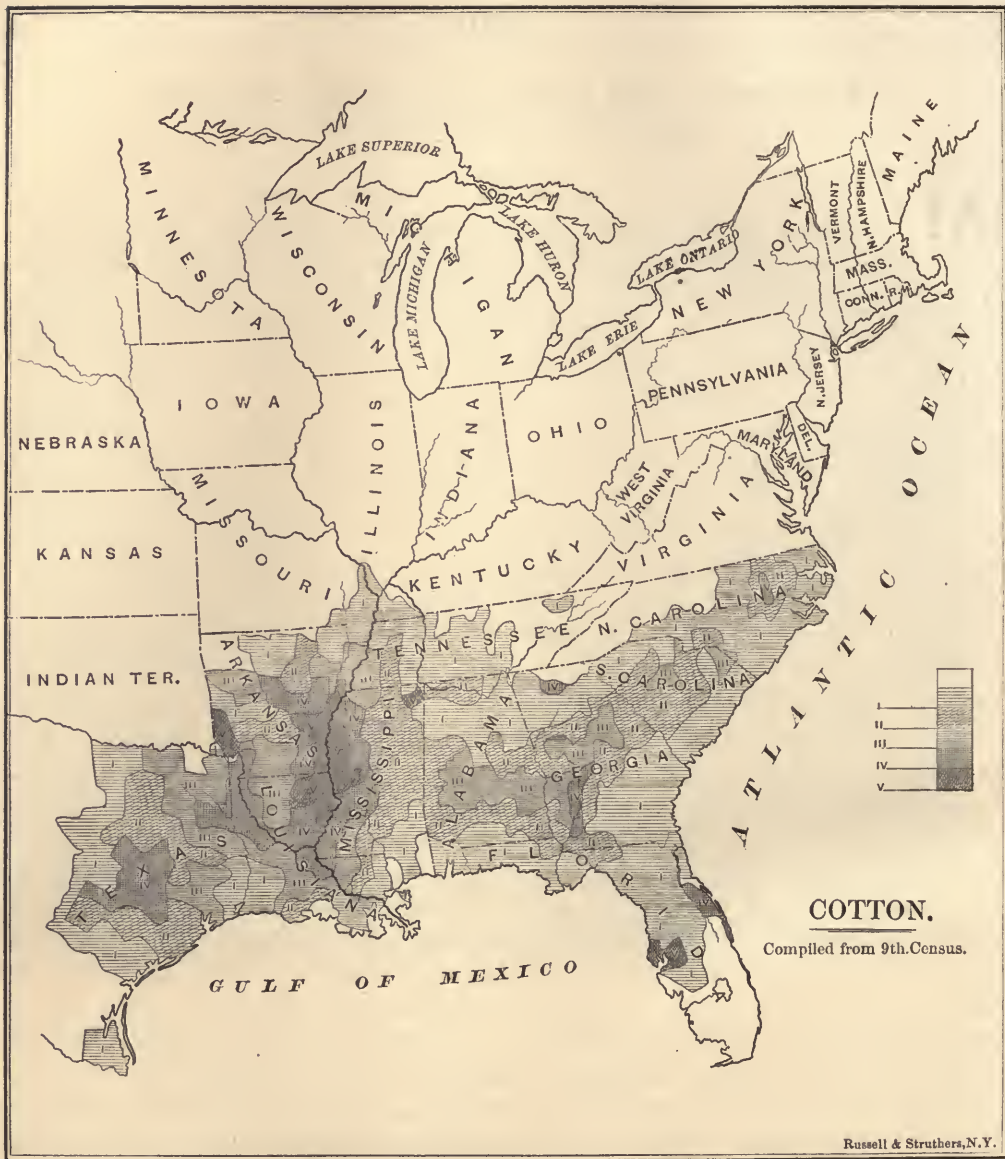 LAKE SUPERIOR
MINNESOTA
WISCONSIN
MICHIGAN
LAKE MICHIGAN
LAKE HURON
LAKE ONTARIO
LAKE ERIE
MAINE
VERMONT
N. HAMPSHIRE
MASS.
CONN.
NEW YORK
PENNSYLVANIA
N. JERSEY
DEL.
MARYLAND
NEBRASKA
IOWA
ILLINOIS
INDIANA
OHIO
WEST
VIRGINIA
VIRGINIA
KANSAS
MISSOURI
KENTUCKY
INDIAN TER.
ARKANSAS
TENNESSEE
N. CAROLINA
S. CAROLINA
MISSISSIPPI
ALABAMA
GEORGIA
TEXAS
LOUISIANA
FLORIDA
ATLANTIC OCEAN
I
II
III
IV
V
COTTON.
Compiled from 9th. Census.
GULF OF MEXICO
Russell & Struthers, N.Y.